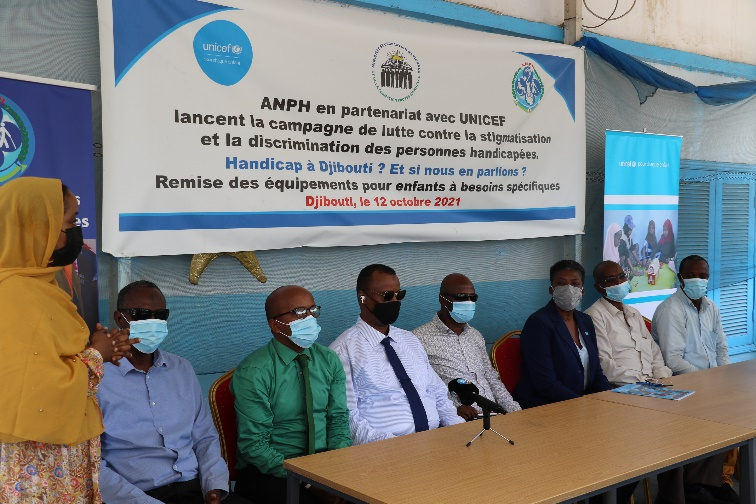 unicef
ANPH en partenariat avec UNICEF
lancent la campagne de lutte contre la stigmatisation
et la discrimination des personnes handicapées.
Handicap à Djibouti ? Et si nous en parlions ?
Remise des équipements pour enfants à besoins spécifiques
Djibouti, le 12 octobre 2021
unicef